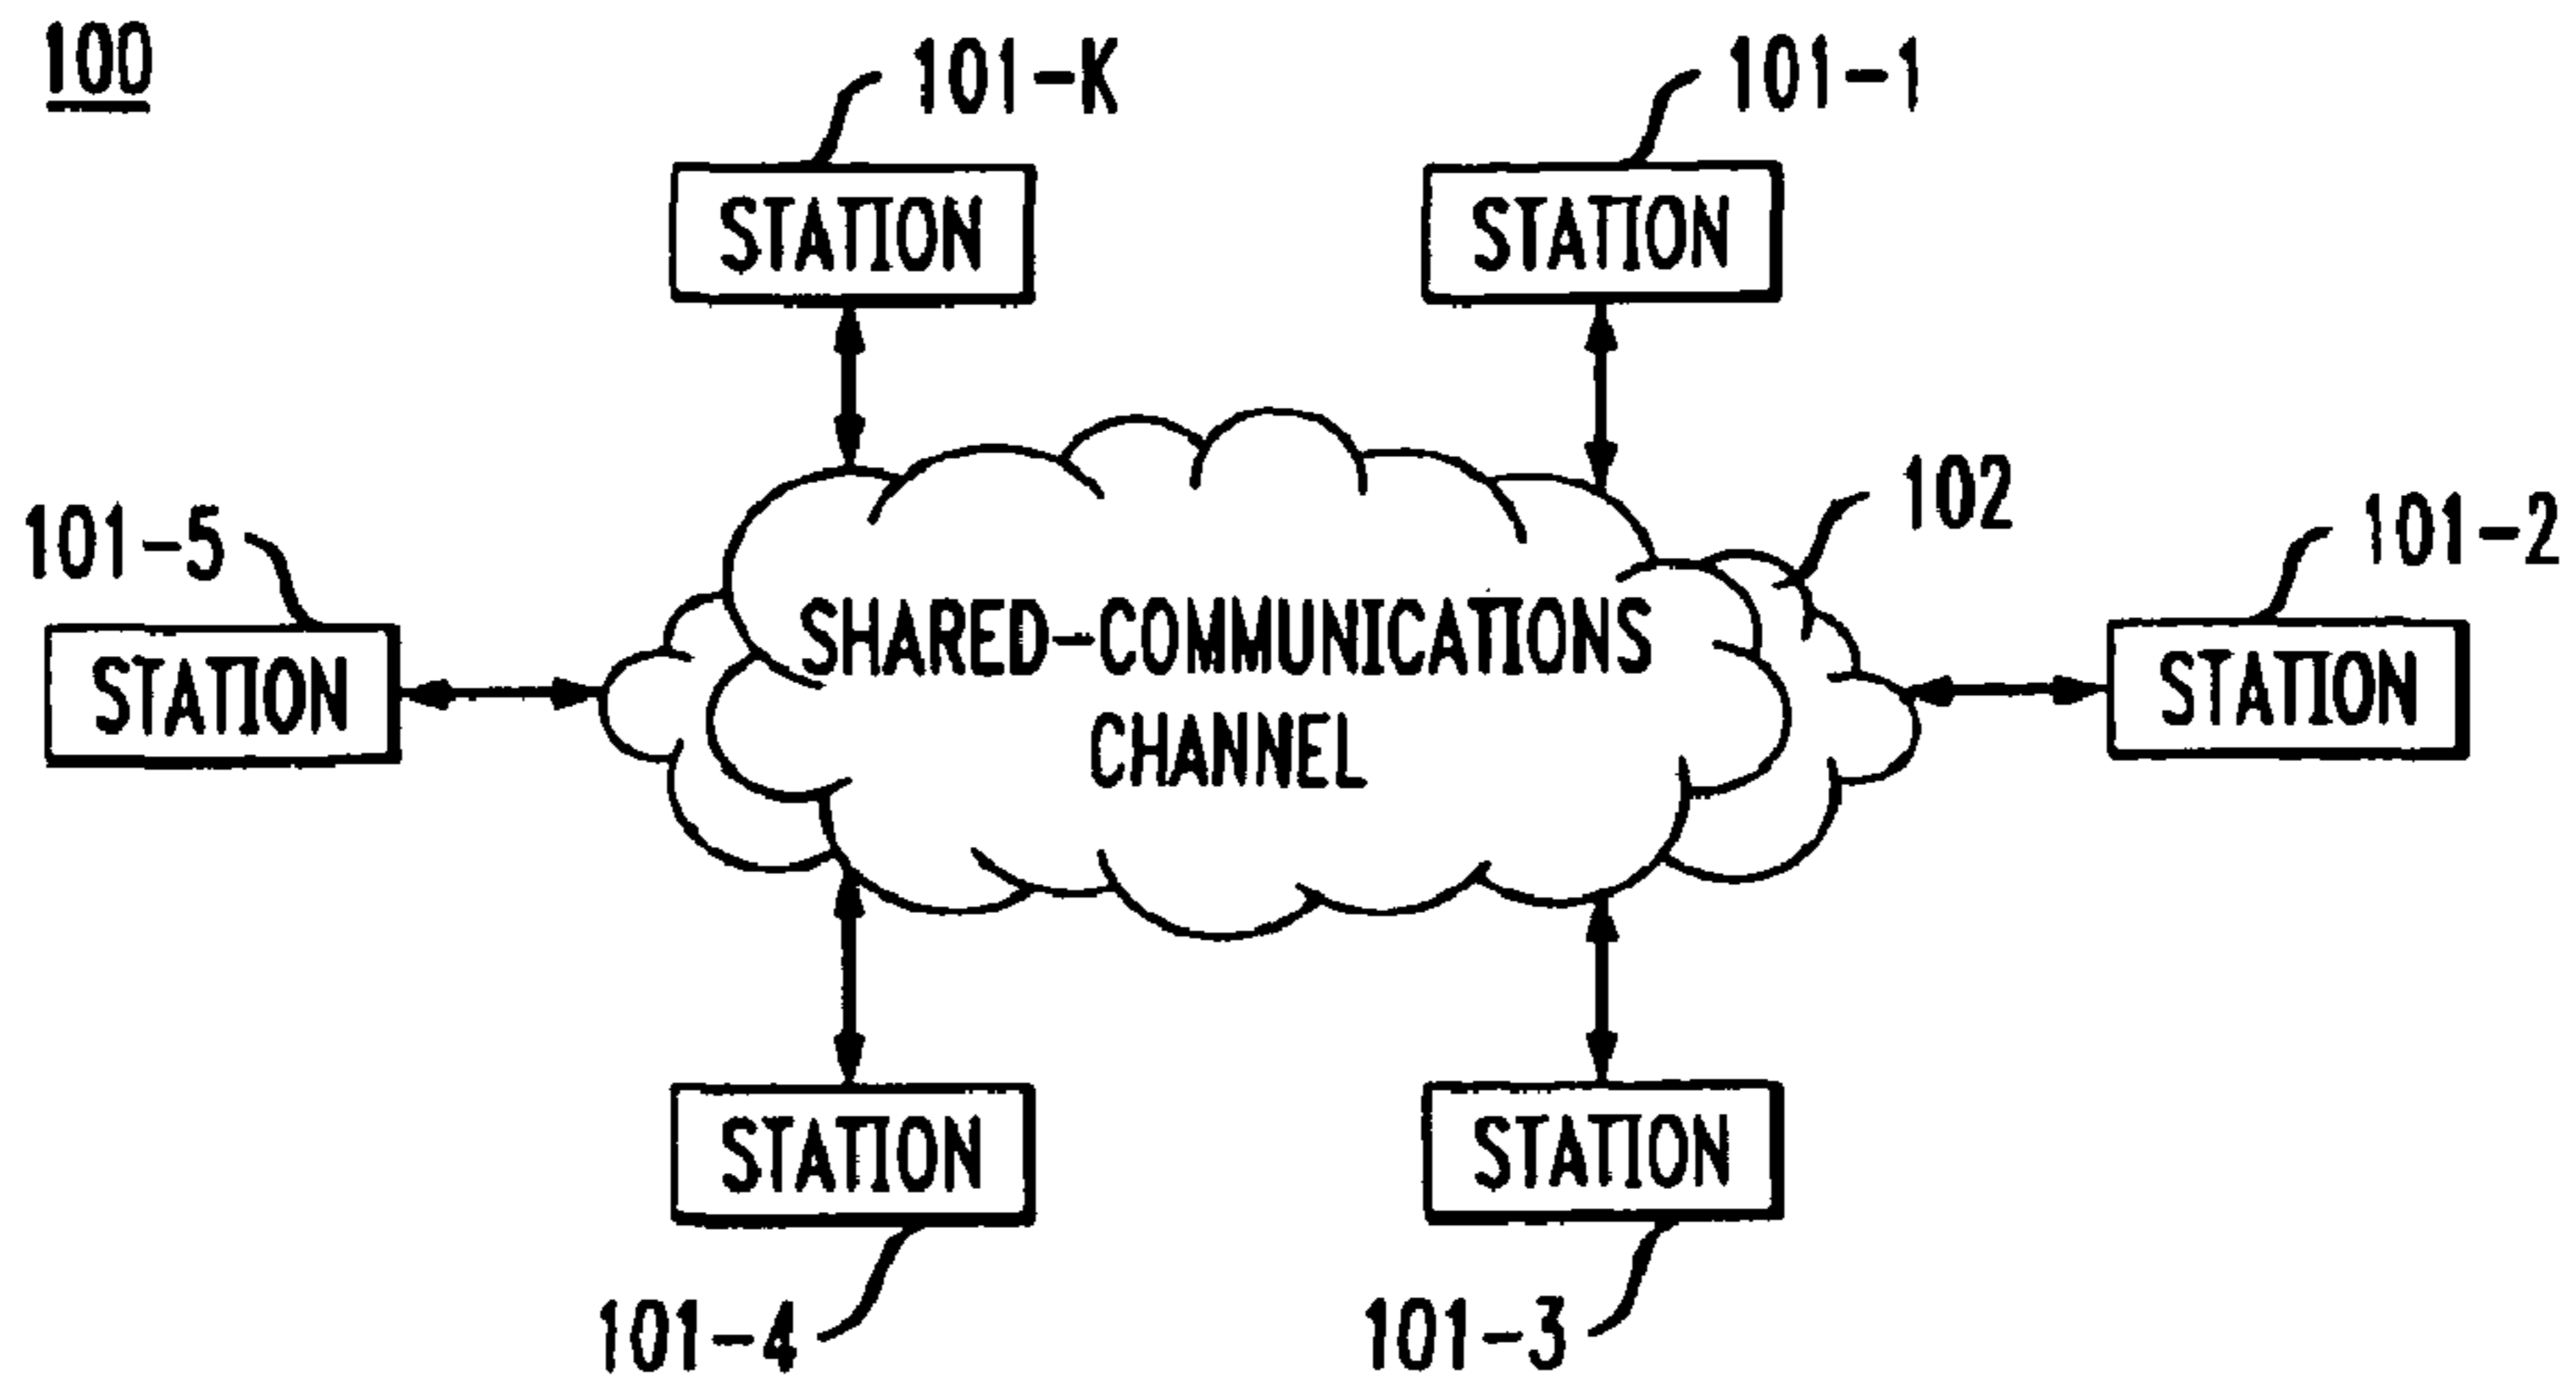 100
101-K
101-1
STATION
STATION
102
101-5
101-2
SHARED-COMMUNICATIONS
CHANNEL
STATION
STATION
STATION
STATION
101-4
101-3